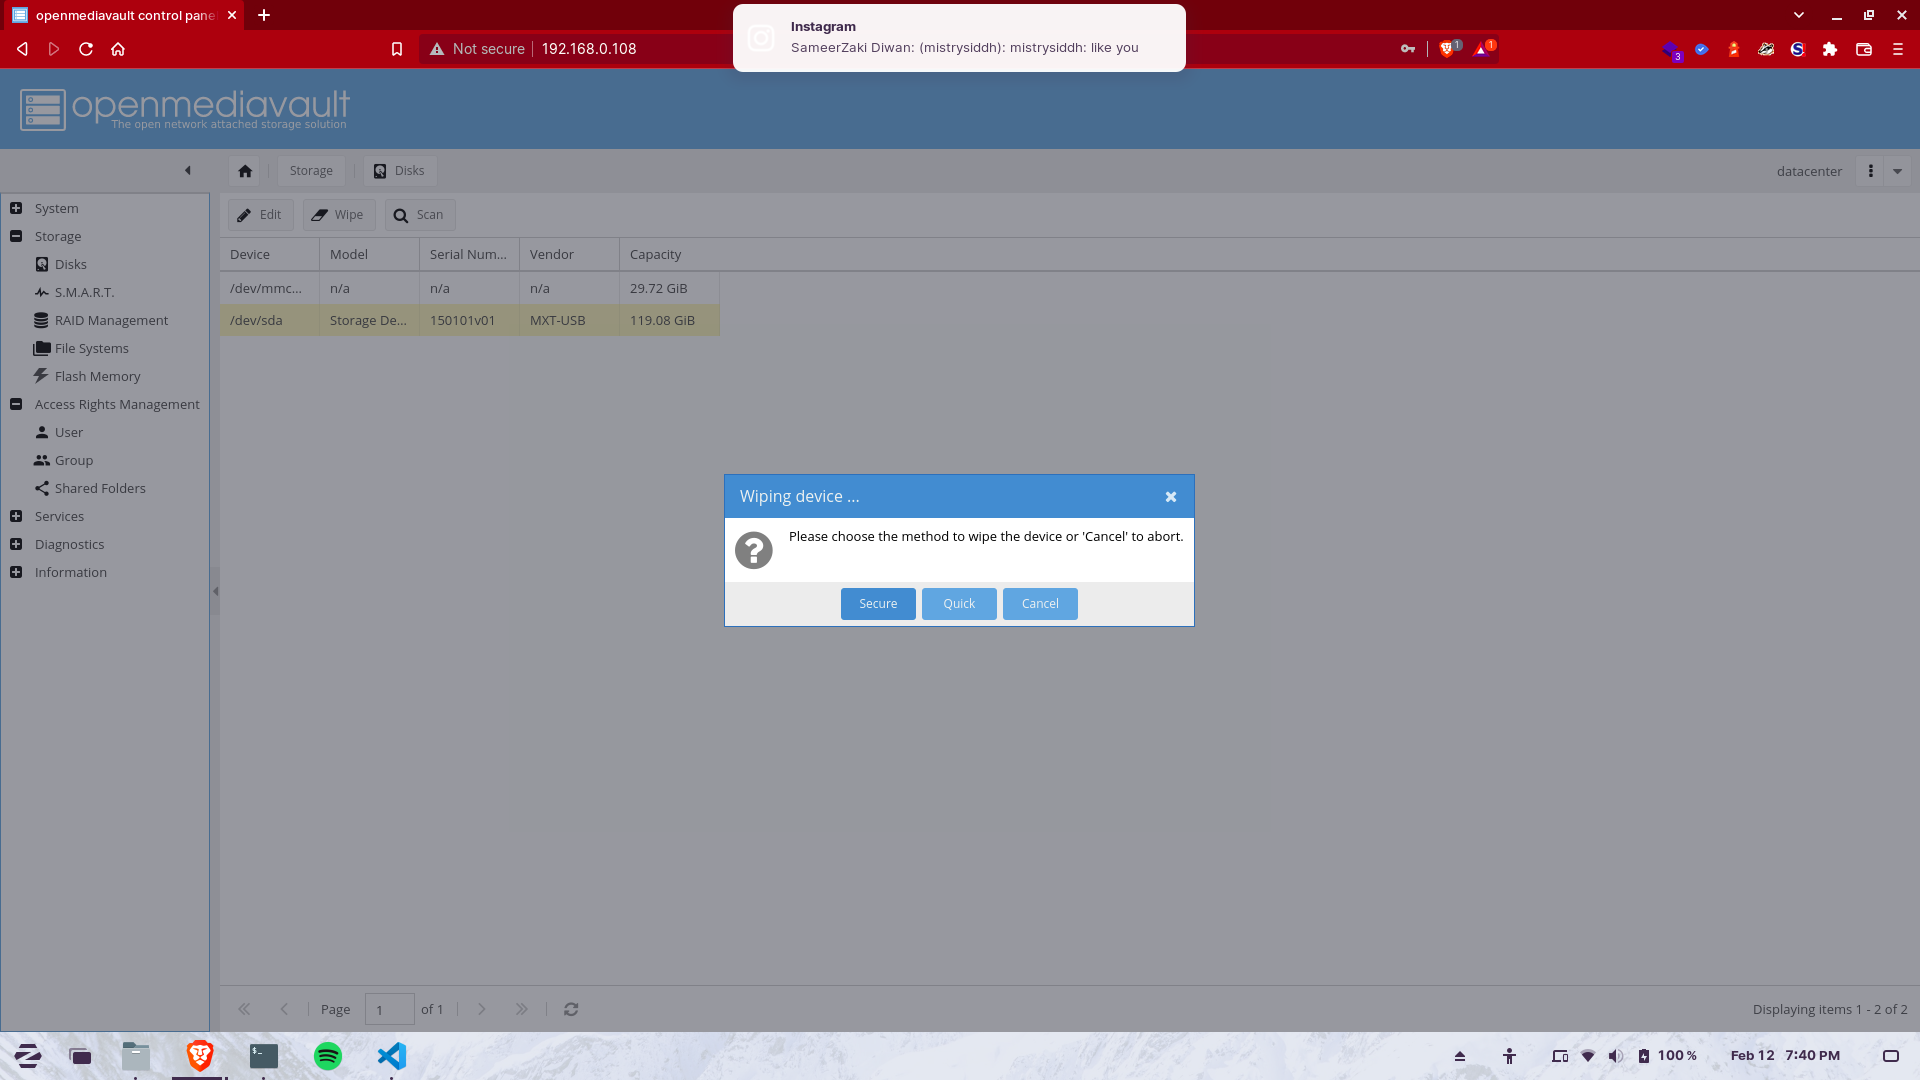 openmediavault control pane
Instagram
SameerZaki Diwan: (mistrysiddh): mistrysiddh: like you
Not secure
192.168.0.108
1
1
3
openmediavault
The open network attached storage solution
Storage
Disks
datacenter
System
Storage
Disks
S.M.A.R.T.
RAID Management
File Systems
Flash Memory
Access Rights Management
User
Group
Shared Folders
Services
Diagnostics
Information
Edit
Wipe
Scan
Device Model Serial Num... Vendor Capacity
/dev/mmc... n/a n/a n/a 29.72 GiB
/dev/sda Storage De... 150101v01 MXT-USB 119.08 GiB
Wiping device ...
Please choose the method to wipe the device or 'Cancel' to abort.
Secure Quick Cancel
Page 1 of 1
Displaying items 1 - 2 of 2
100 %
Feb 12 7:40 PM